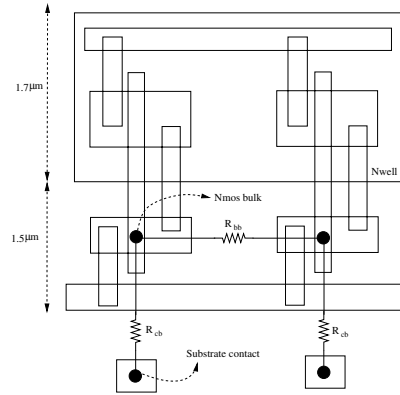 1.7μm
Nwell
Nmos bulk
1.5μm
R bb
R cb
R cb
Substrate contact